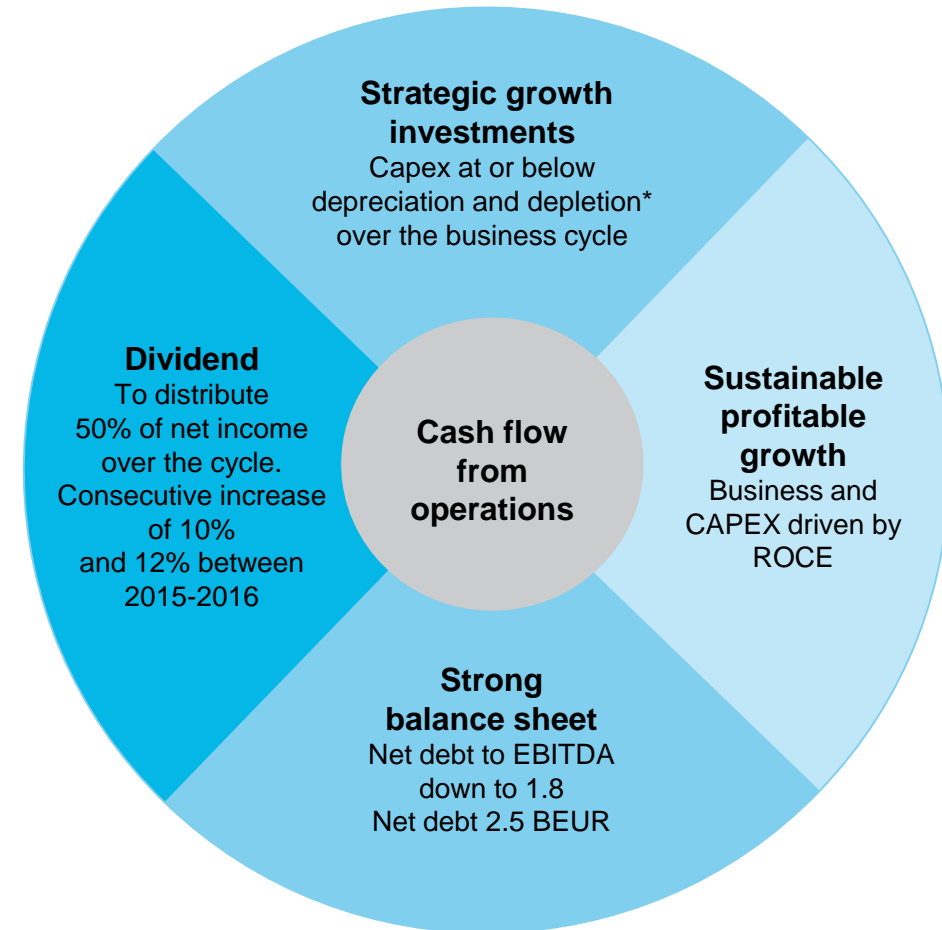 Strategic growth
investments
Capex at or below
depreciation and depletion*
over the business cycle
Dividend
To distribute
50% of net income
over the cycle.
Consecutive increase
of 10%
and 12% between
2015-2016
Cash flow
from
operations
Sustainable
profitable
growth
Business and
CAPEX driven by
ROCE
Strong
balance sheet
Net debt to EBITDA
down to 1.8
Net debt 2.5 BEUR